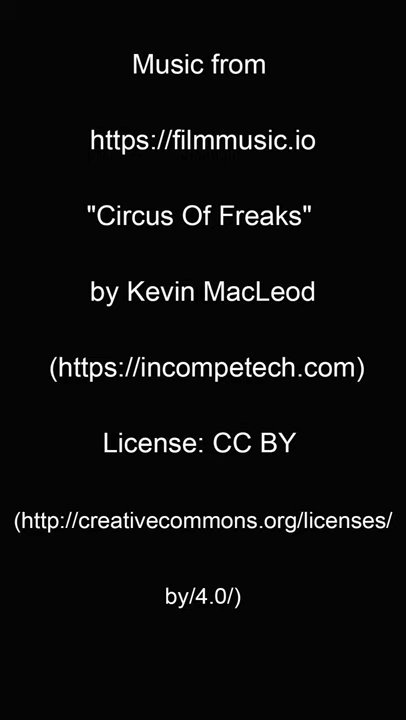 Music from
https://filmmusic.io
"Circus Of Freaks"
by Kevin MacLeod
(https://incompetech.com)
License: CC BY
(http://creativecommons.org/licenses/
by/4.0/)